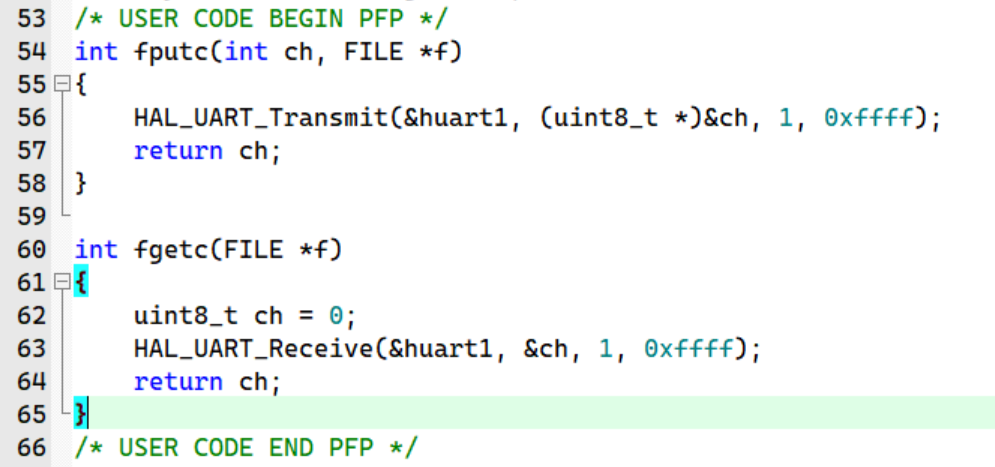 53 /* USER CODE BEGIN PFP */
54 int fputc(int ch, FILE *f)
55 {
56     HAL_UART_Transmit(&huart1, (uint8_t *)&ch, 1, 0xffff);
57     return ch;
58 }
59
60 int fgetc(FILE *f)
61 {
62     uint8_t ch = 0;
63     HAL_UART_Receive(&huart1, &ch, 1, 0xffff);
64     return ch;
65 }
66 /* USER CODE END PFP */